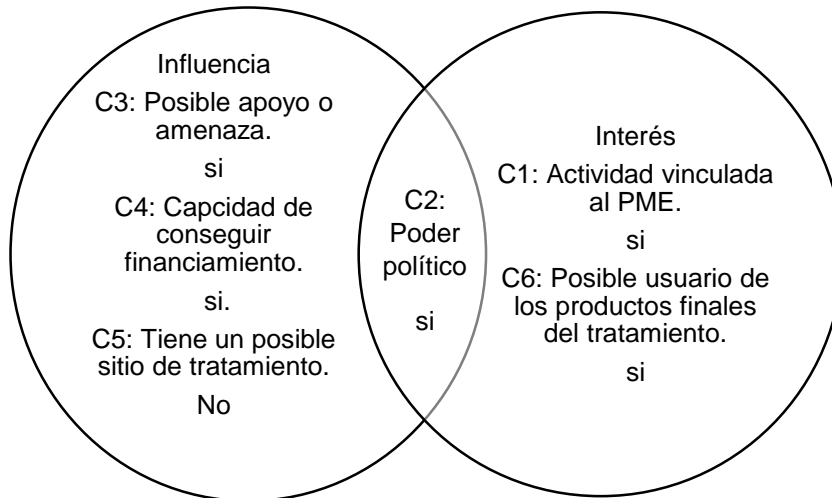 Influencia
C3: Posible apoyo o
amenaza.
si
C4: Capcidad de
conseguir
financiamiento.
si.
C5: Tiene un posible
sitio de tratamiento.
No
C2:
Poder
político
si
Interés
C1: Actividad vinculada
al PME.
si
C6: Posible usuario de
los productos finales
del tratamiento.
si